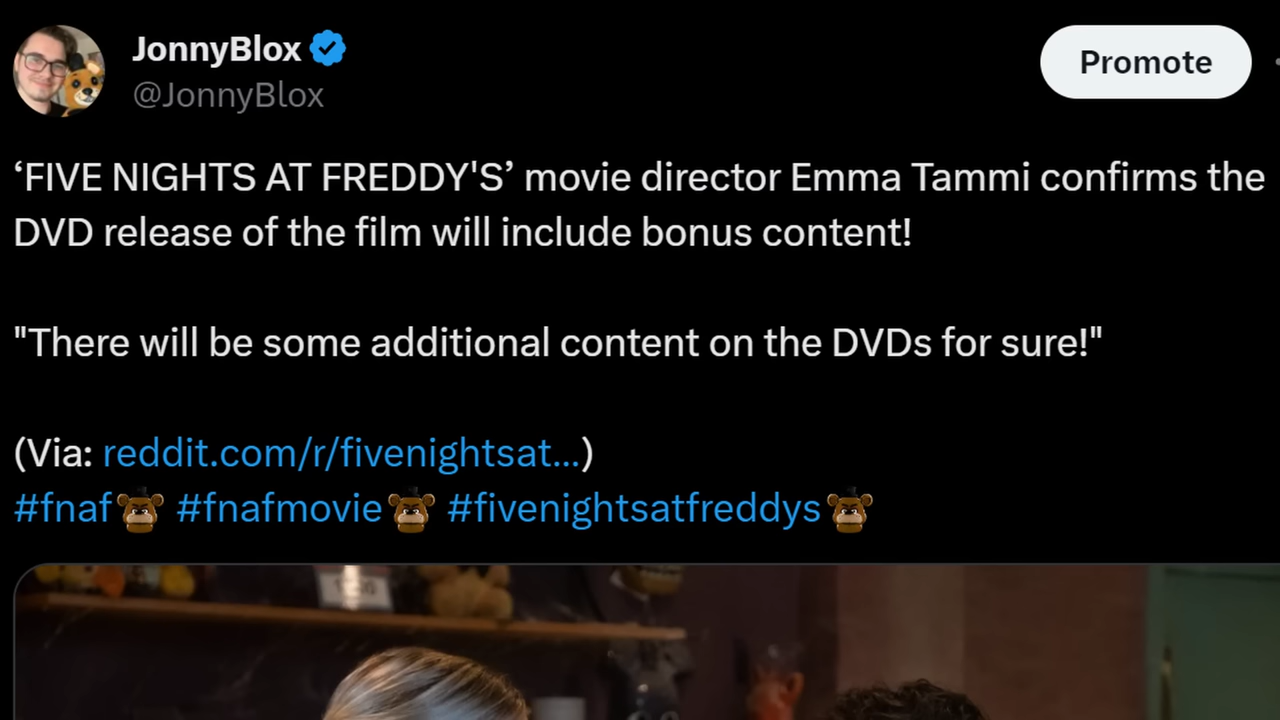 JonnyBlox
@JonnyBlox
Promote
‘FIVE NIGHTS AT FREDDY'S’ movie director Emma Tammi confirms the
DVD release of the film will include bonus content!
"There will be some additional content on the DVDs for sure!"
(Via: reddit.com/r/fivenightsat...)
#fnaf #fnafmovie #fivenightsatfreddys